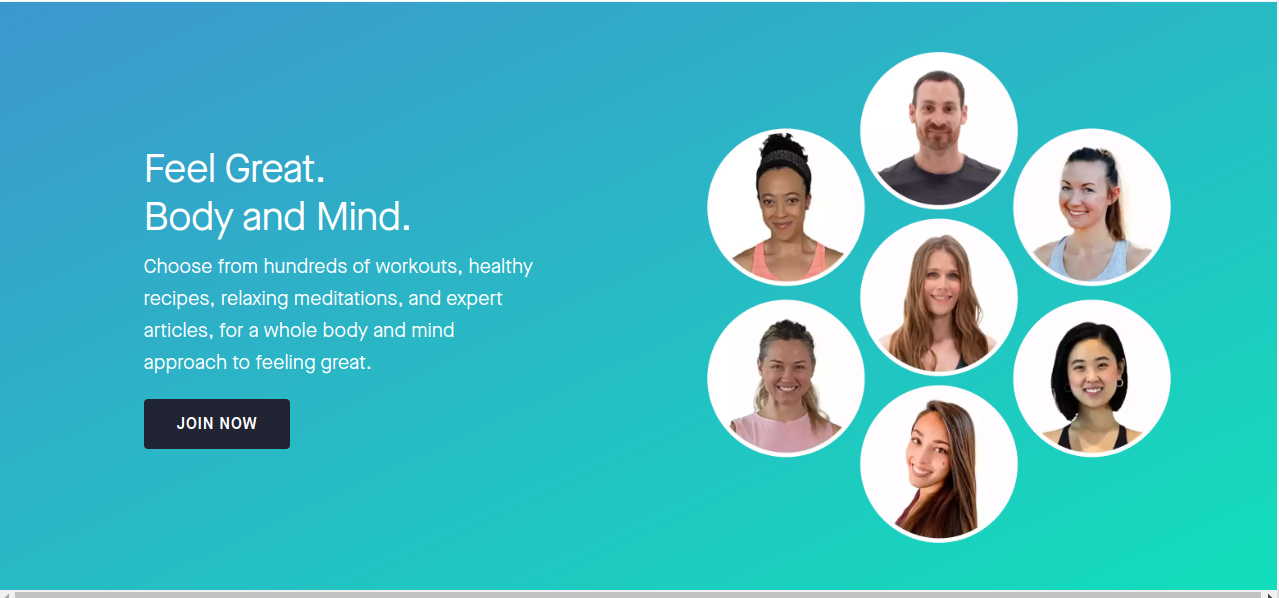 Feel Great.
Body and Mind.
Choose from hundreds of workouts, healthy
recipes, relaxing meditations, and expert
articles, for a whole body and mind
approach to feeling great.
JOIN NOW